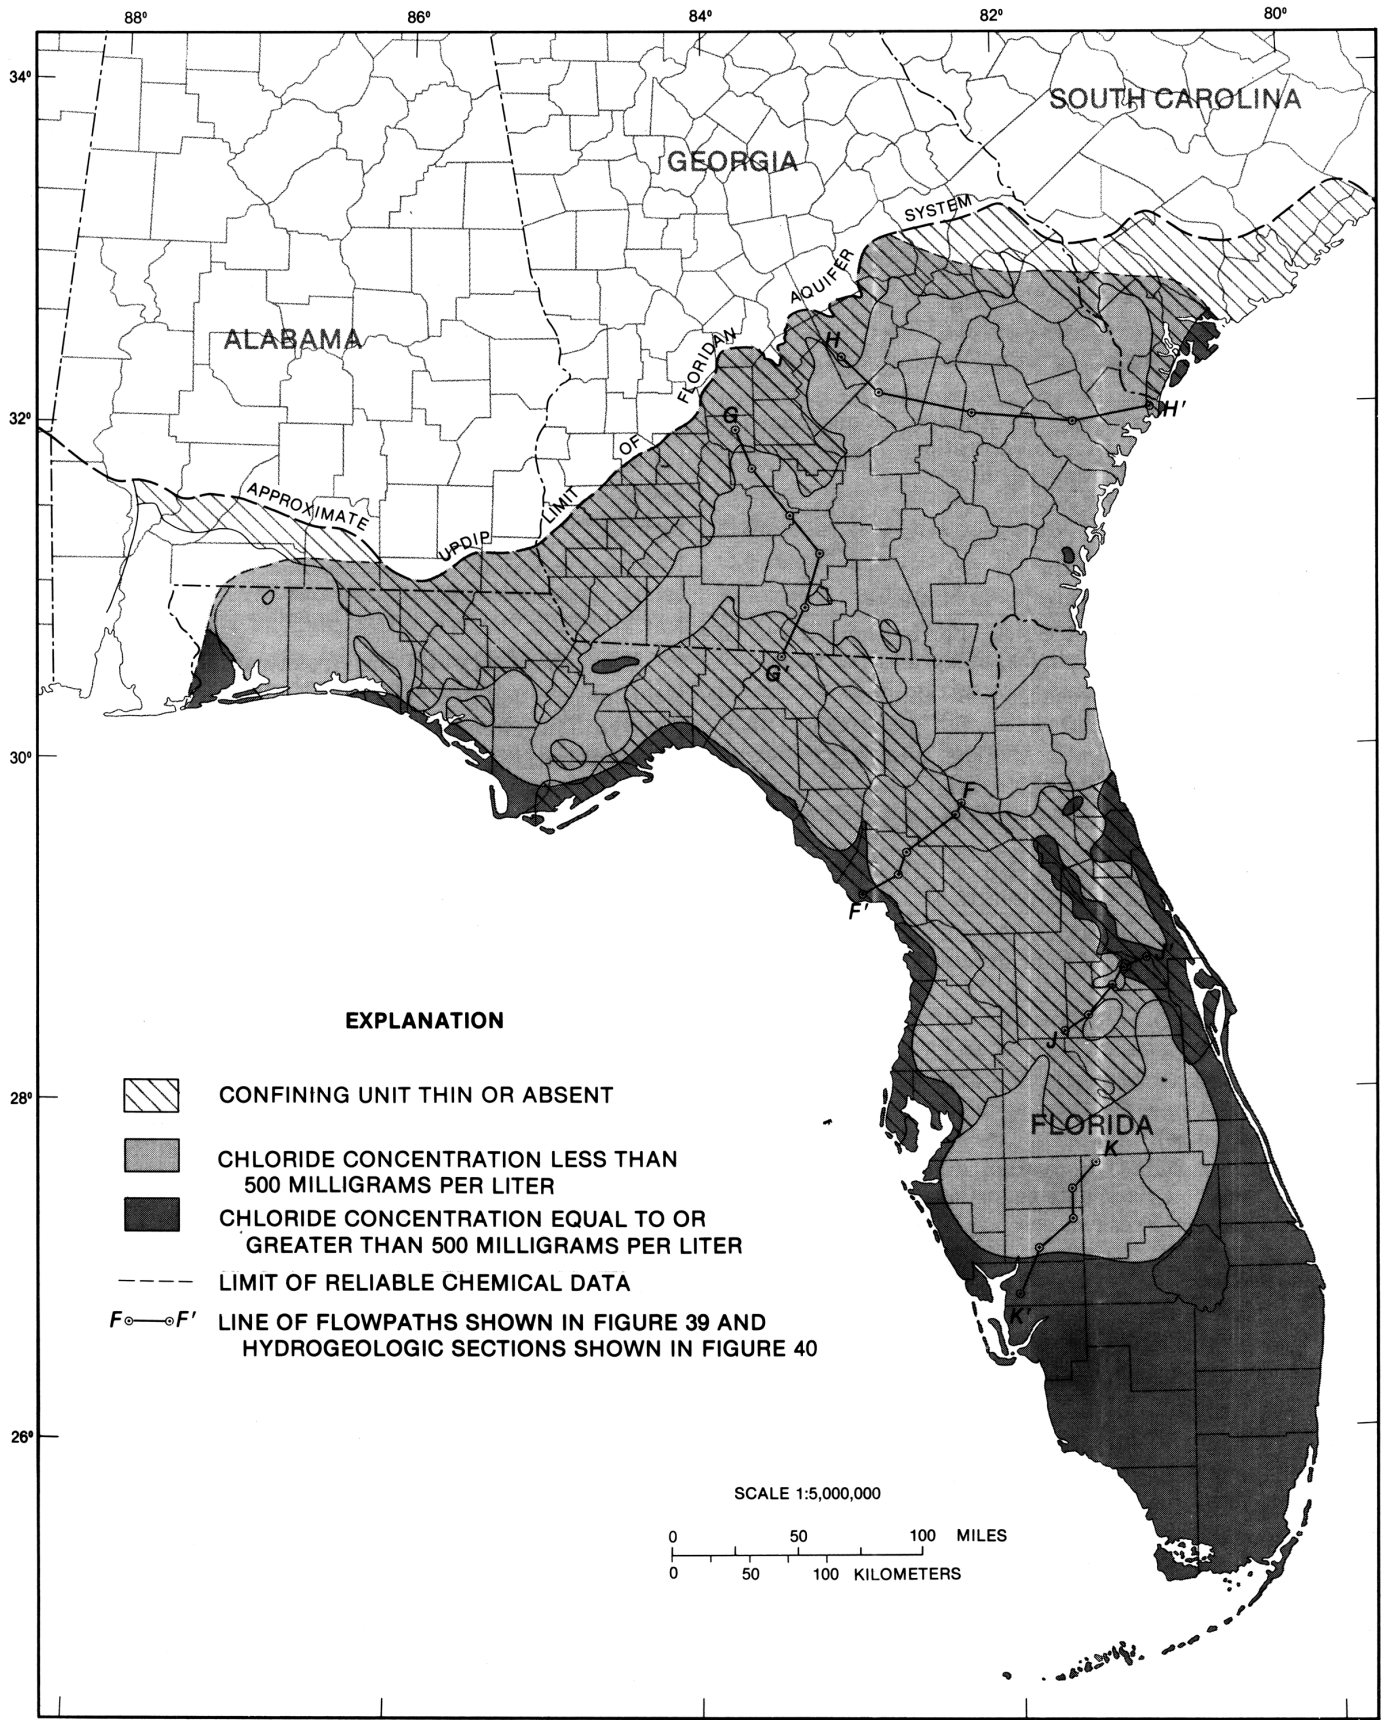 88° 86° 84° 82° 80°
34°
SOUTH CAROLINA
GEORGIA
SYSTEM
AQUIFER
ALABAMA
FLORIDAN
H
32°
G
H'
OF
LIMIT
APPROXIMATE
UPDIP
G'
30°
F
F'
J'
EXPLANATION
J
CONFINING UNIT THIN OR ABSENT
28°
FLORIDA
K
CHLORIDE CONCENTRATION LESS THAN
500 MILLIGRAMS PER LITER
CHLORIDE CONCENTRATION EQUAL TO OR
GREATER THAN 500 MILLIGRAMS PER LITER
LIMIT OF RELIABLE CHEMICAL DATA
K'
F F' LINE OF FLOWPATHS SHOWN IN FIGURE 39 AND
HYDROGEOLOGIC SECTIONS SHOWN IN FIGURE 40
26°
SCALE 1:5,000,000
0 50 100 MILES
0 50 100 KILOMETERS